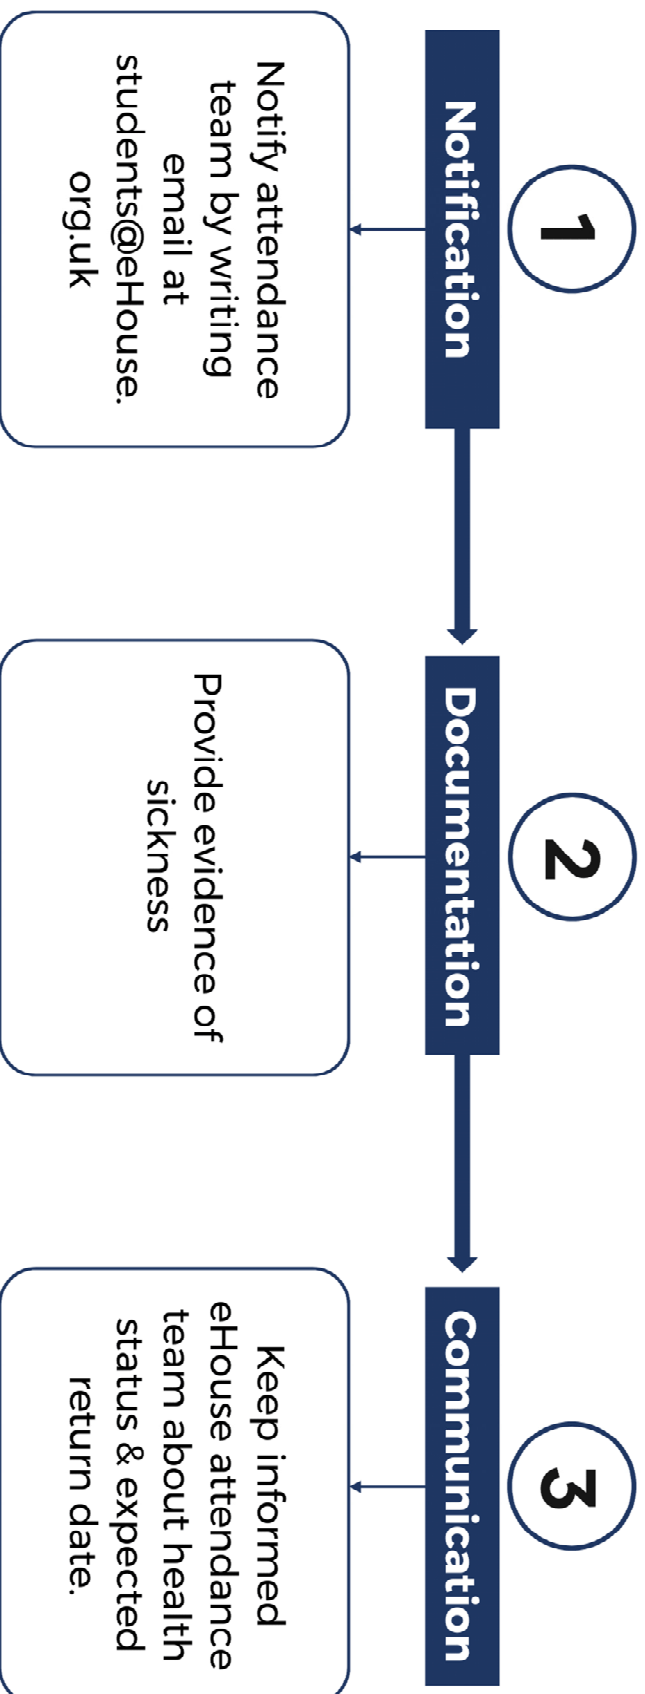 1
Notification
Notify attendance
team by writing
email at
students@eHouse.
org.uk
2
Documentation
Provide evidence of
sickness
3
Communication
Keep informed
eHouse attendance
team about health
status & expected
return date.